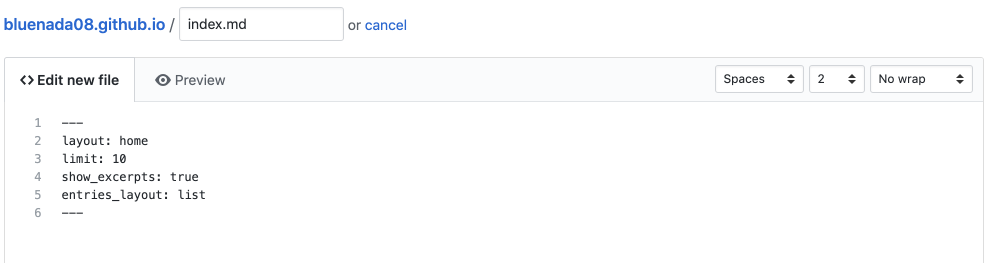 bluenada08.github.io / index.md or cancel
<> Edit new file Preview Spaces 2 No wrap
1 ---
2 layout: home
3 limit: 10
4 show_excerpts: true
5 entries_layout: list
6 ---